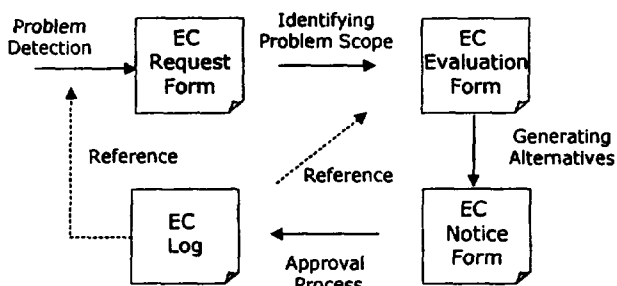 Problem
Detection
EC
Request
Form
Identifying
Problem Scope
EC
Evaluation
Form
Generating
Alternatives
Reference
Reference
EC
Log
EC
Notice
Form
Approval
Process